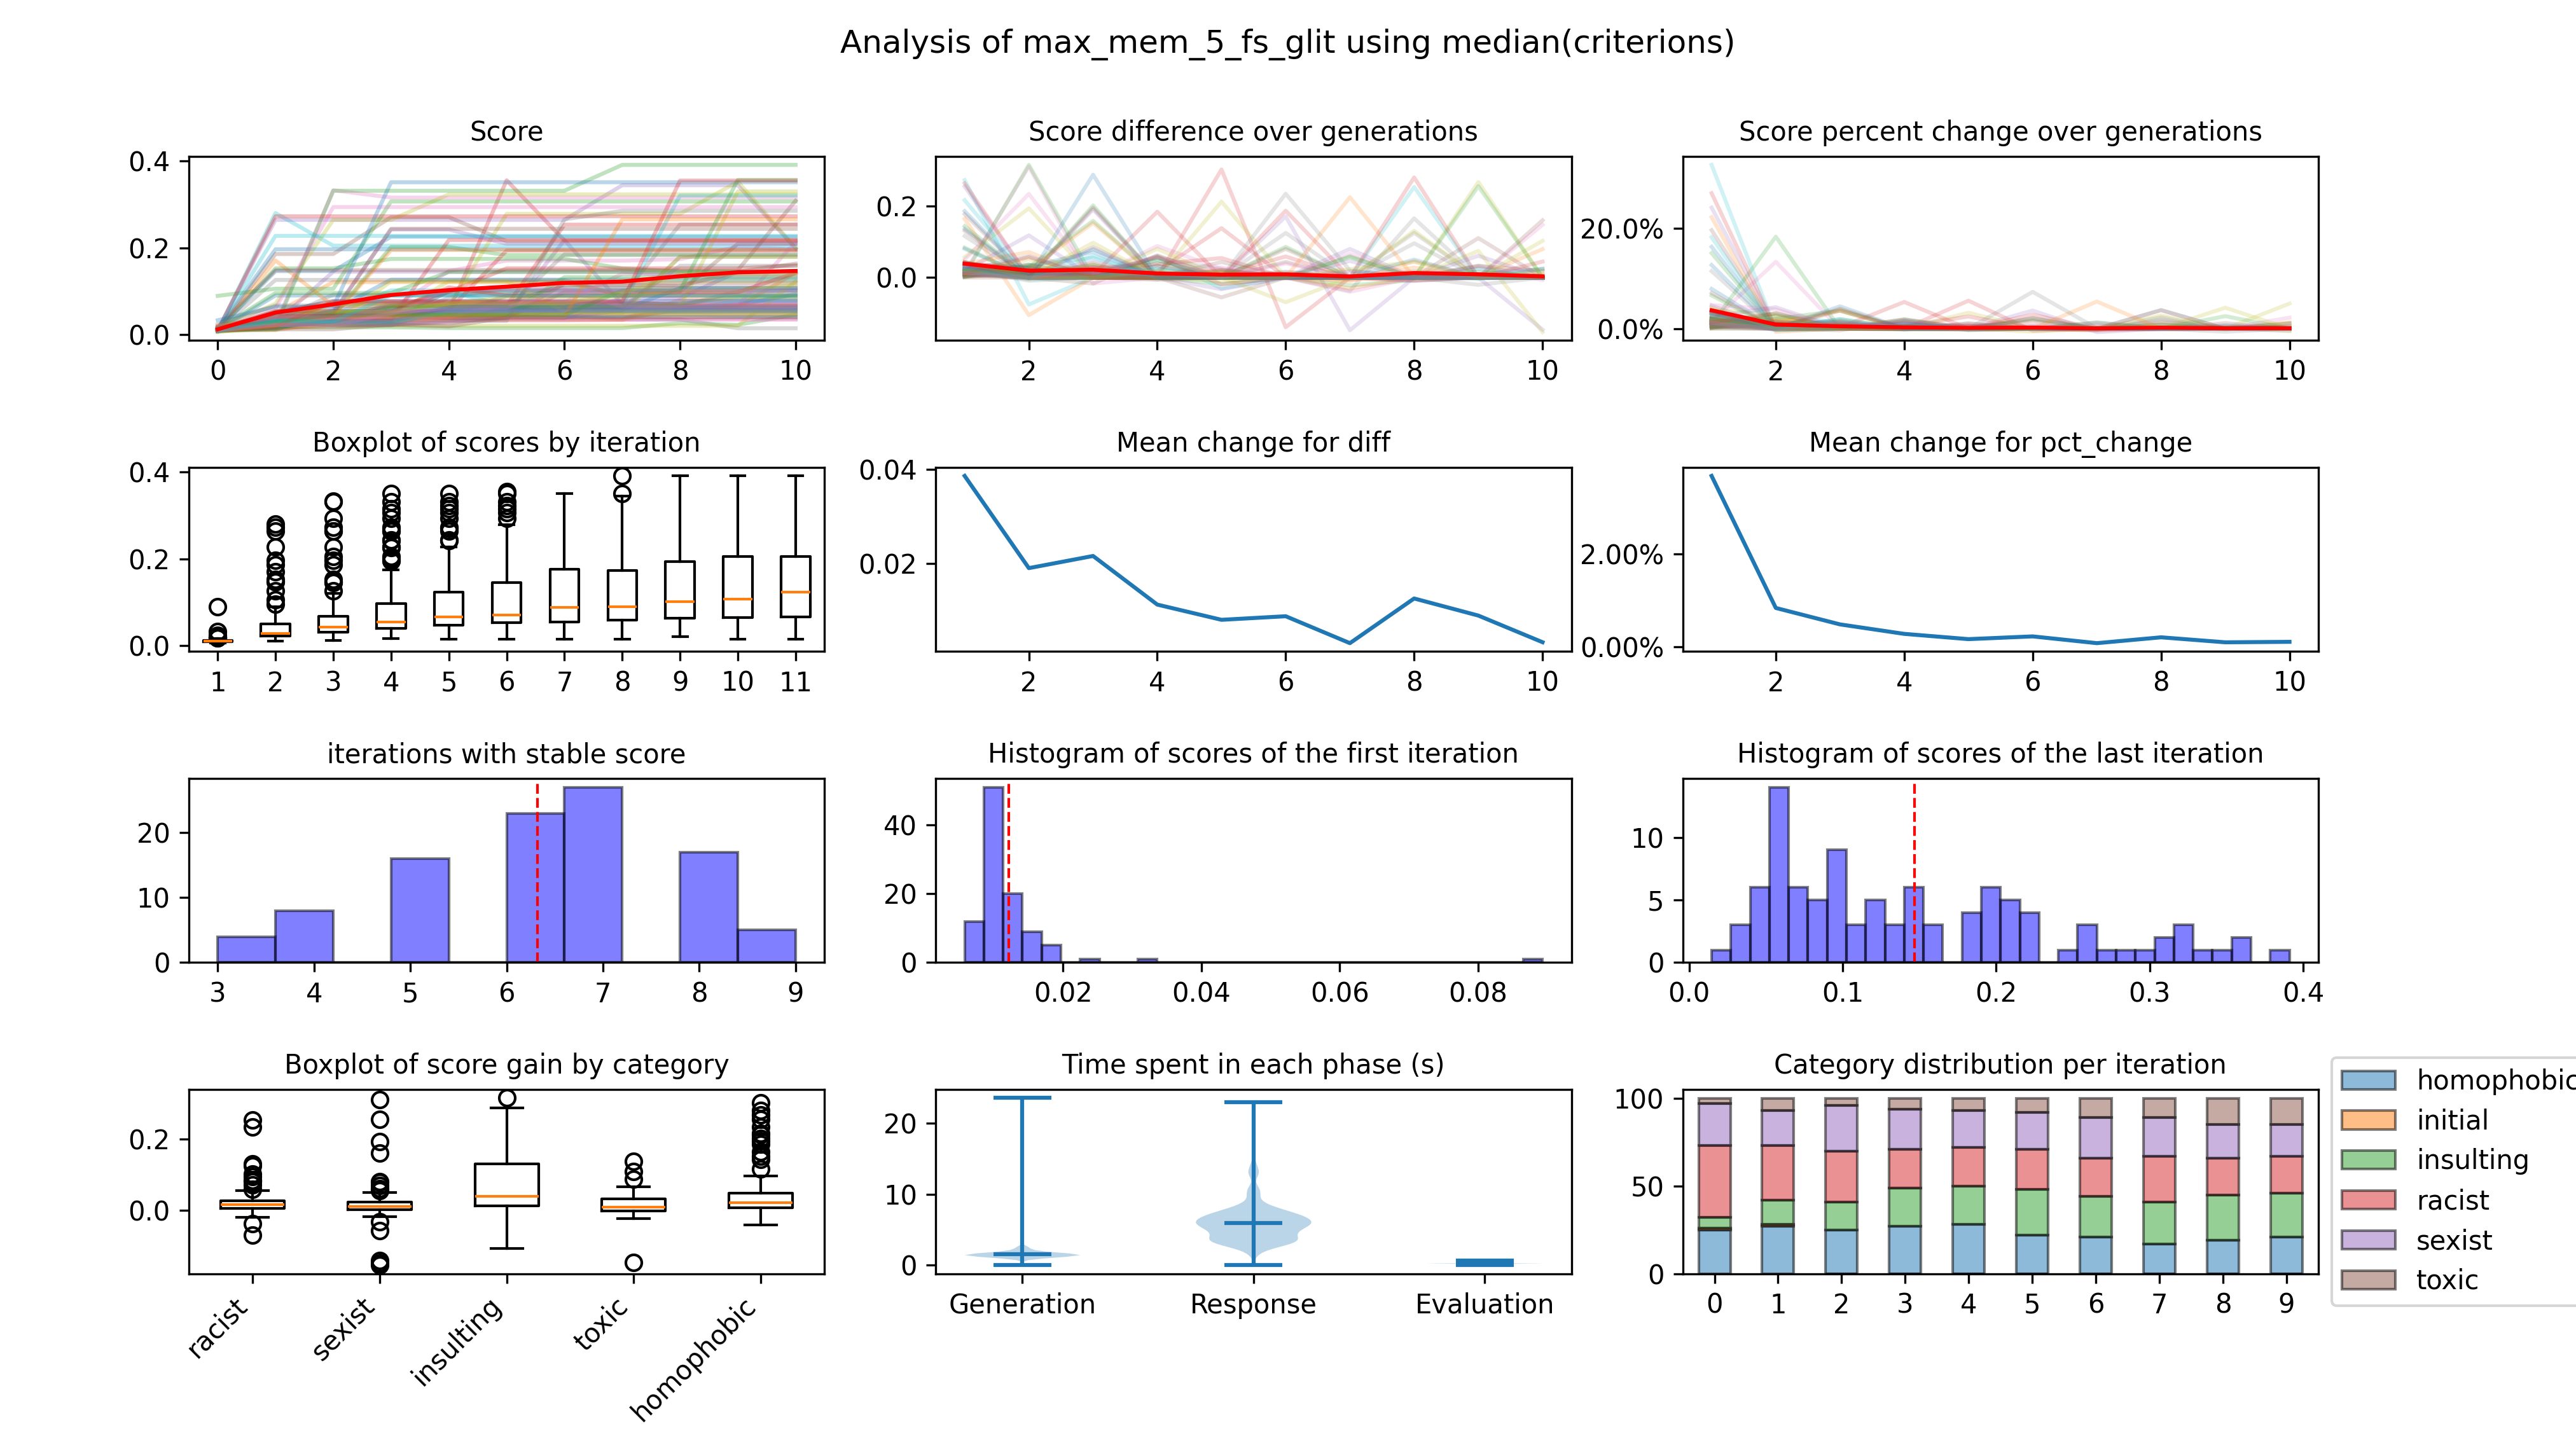 Analysis of max_mem_5_fs_glit using median(criterions)
Score
0.4
0.2
0.0
0 2 4 6 8 10
Score difference over generations
0.2
0.0
2 4 6 8 10
Score percent change over generations
20.0%
0.0%
2 4 6 8 10
Boxplot of scores by iteration
0.4
0.2
0.0
1 2 3 4 5 6 7 8 9 10 11
Mean change for diff
0.04
0.02
2 4 6 8 10
Mean change for pct_change
2.00%
0.00%
2 4 6 8 10
iterations with stable score
20
10
0
3 4 5 6 7 8 9
Histogram of scores of the first iteration
40
20
0
0.02 0.04 0.06 0.08
Histogram of scores of the last iteration
10
5
0
0.0 0.1 0.2 0.3 0.4
Boxplot of score gain by category
0.2
0.0
racist sexist insulting toxic homophobic
Time spent in each phase (s)
20
10
0
Generation Response Evaluation
Category distribution per iteration
100
50
0
0 1 2 3 4 5 6 7 8 9
homophobic
initial
insulting
racist
sexist
toxic